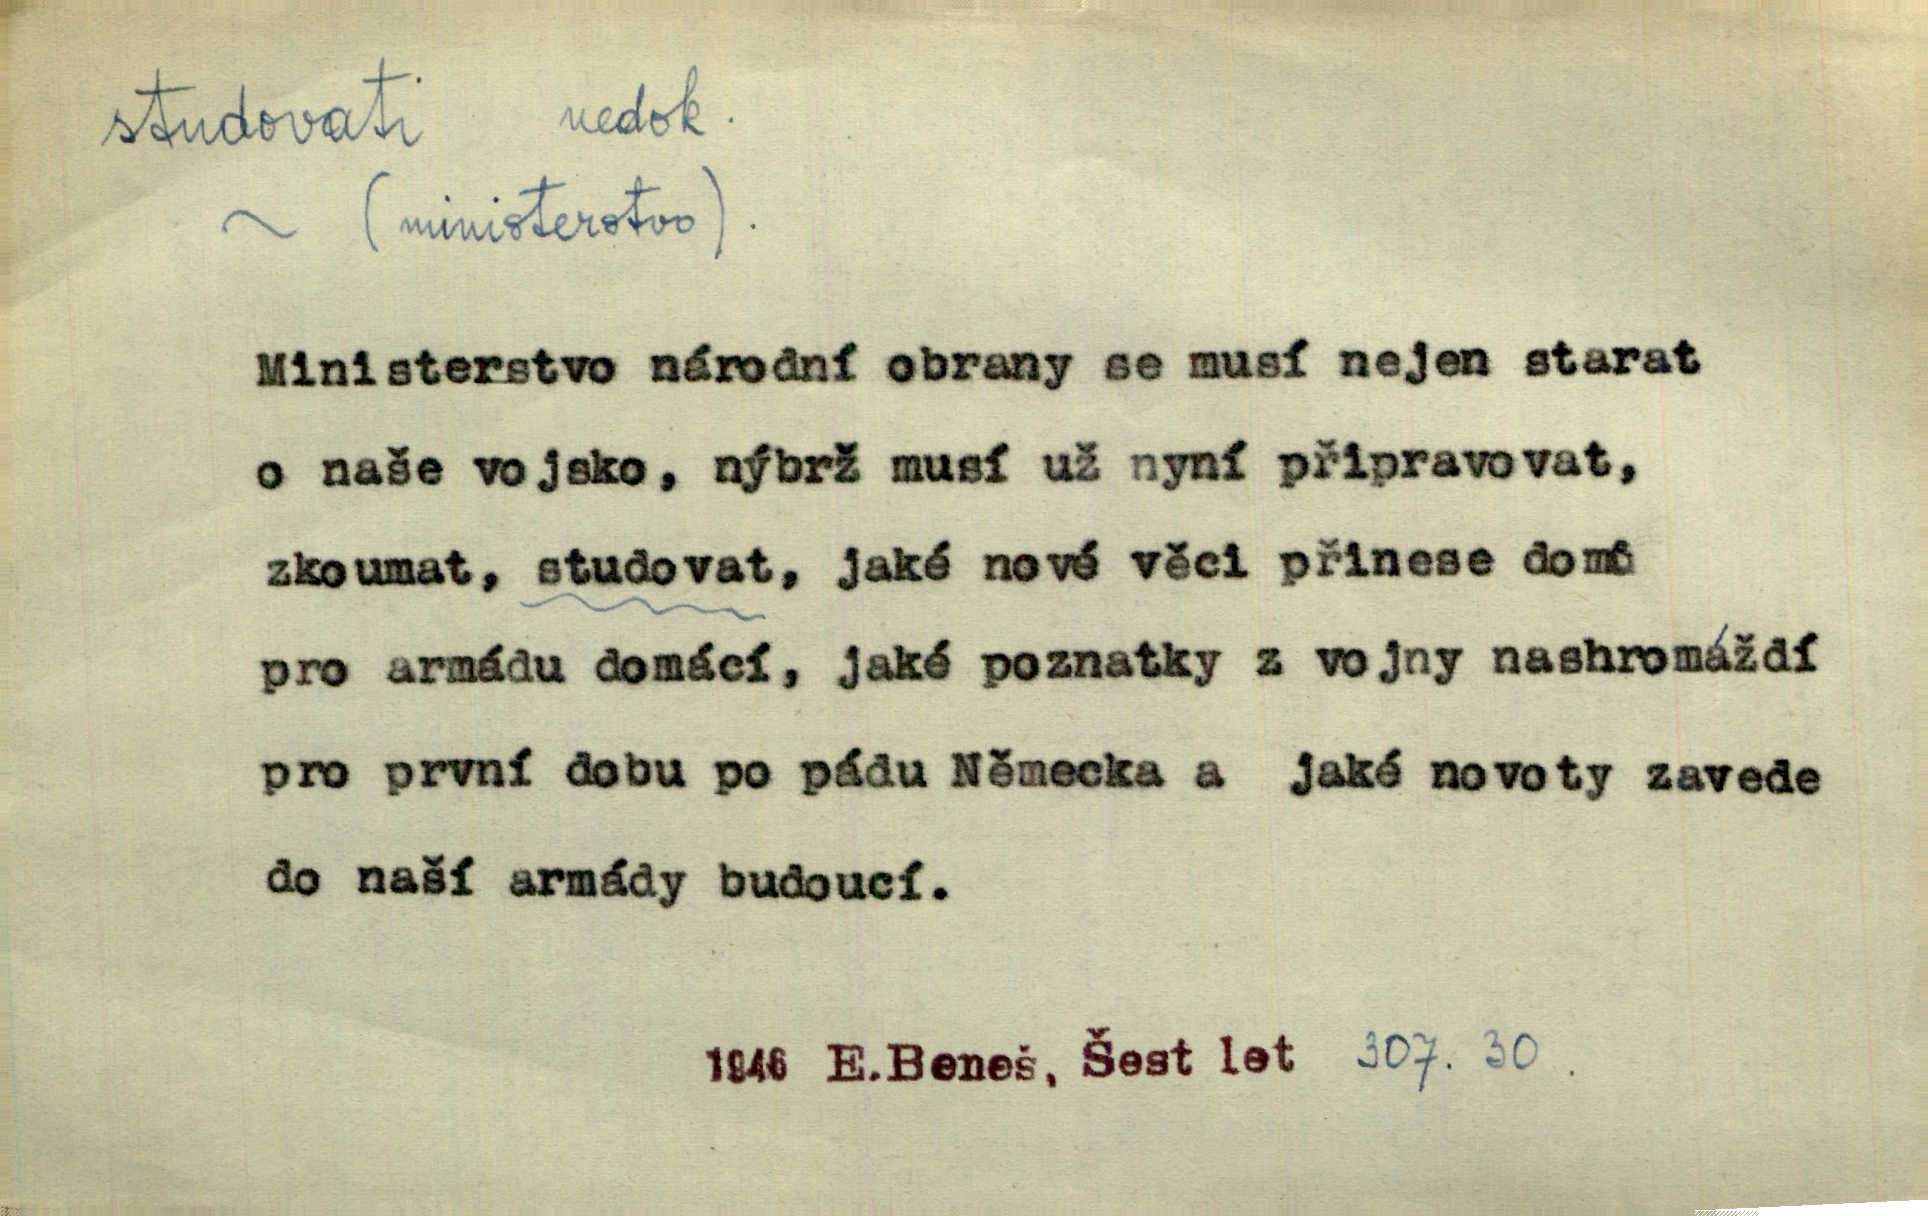 studovati nedok.
~ (ministerstvo).
Ministerstvo národní obrany se musí nejen starat
o naše vojsko, nýbrž musí už nyní připravovat,
zkoumat, studovat, jaké nové věci přinese domů
pro armádu domácí, jaké poznatky z vojny nashromáždí
pro první dobu po pádu Německa a jaké novoty zavede
do naší armády budoucí.
1946 E.Beneš, Šest let 307. 30.